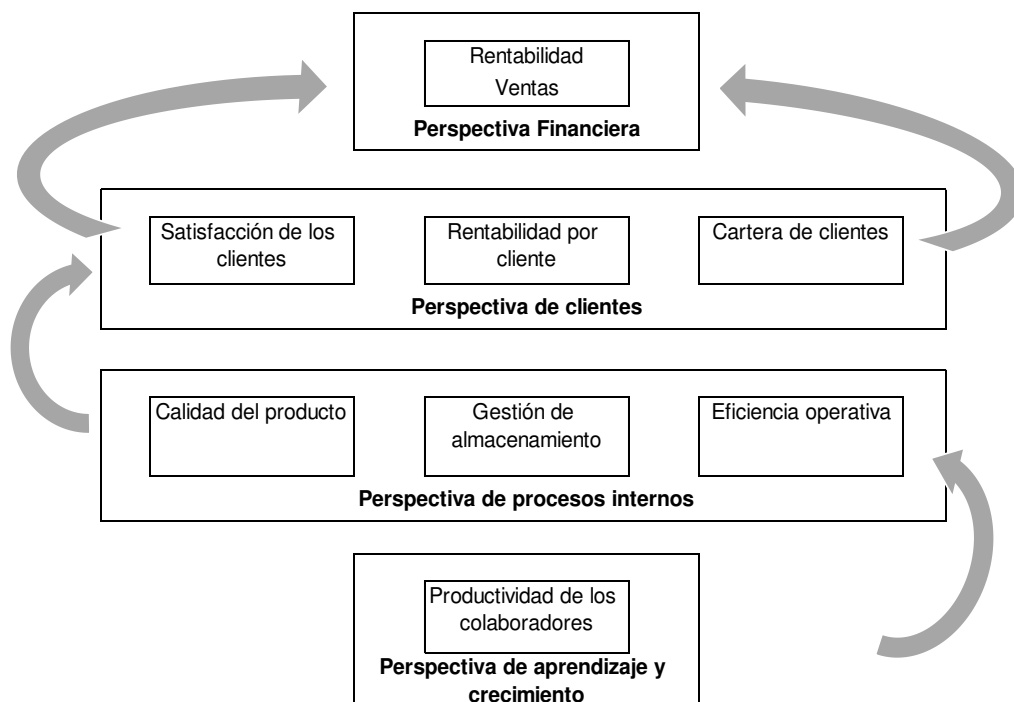 Rentabilidad
Ventas
Perspectiva Financiera
Satisfacción de los
clientes
Rentabilidad por
cliente
Cartera de clientes
Perspectiva de clientes
Calidad del producto
Gestión de
almacenamiento
Eficiencia operativa
Perspectiva de procesos internos
Productividad de los
colaboradores
Perspectiva de aprendizaje y
crecimiento